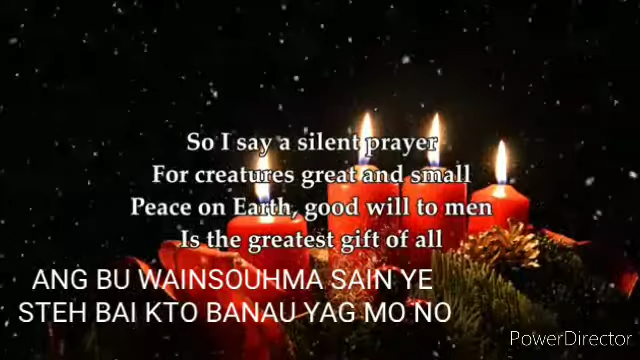 So I say a silent prayer
For creatures great and small
Peace on Earth, good will to men
Is the greatest gift of all
ANG BU WAINSOUHMA SAIN YE
STEH BAI KTO BANAU YAG MO NO
PowerDirector